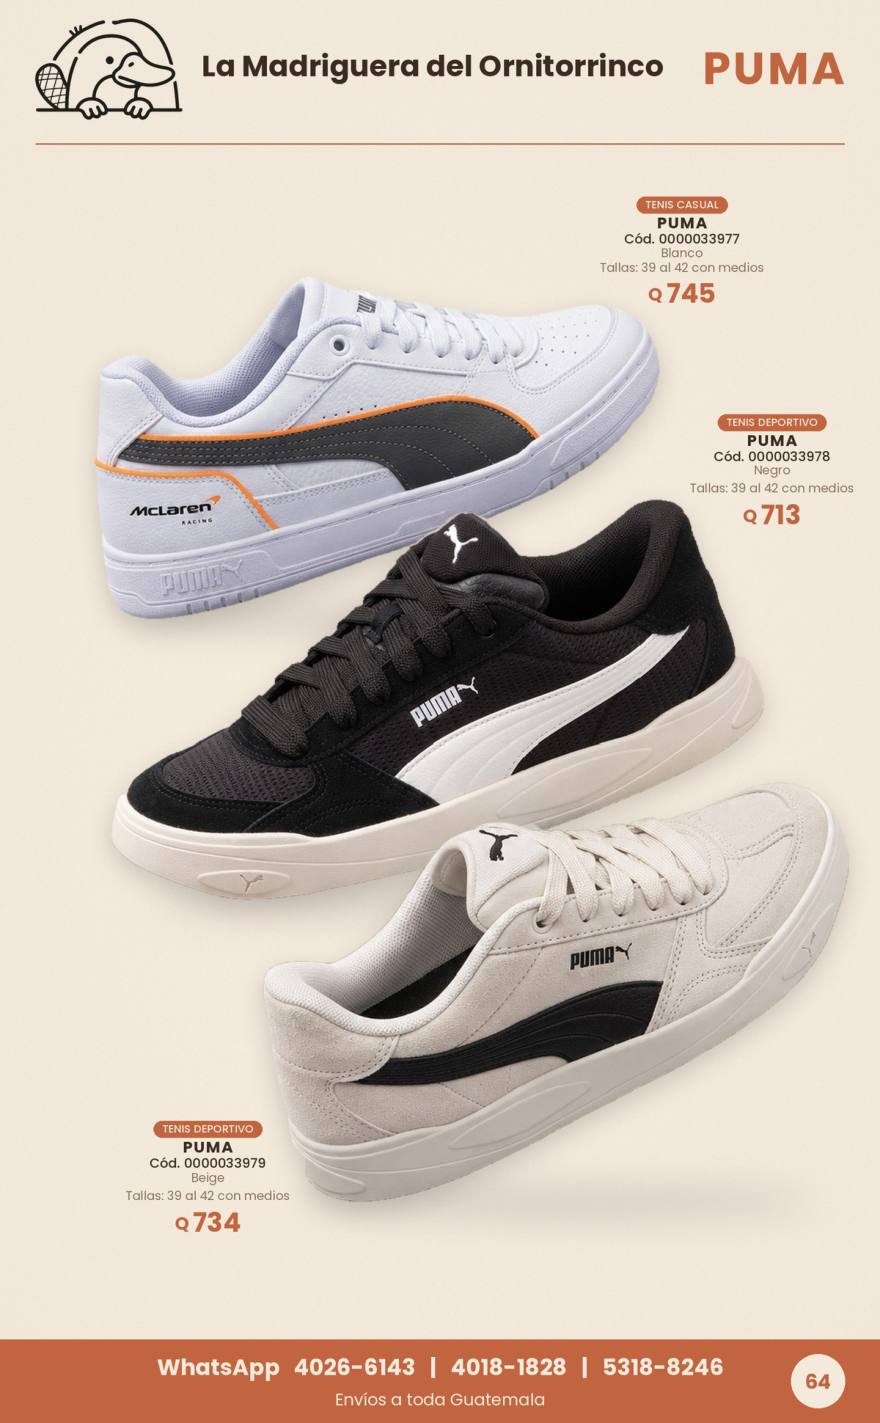 La Madriguera del Ornitorrinco
PUMA
TENIS CASUAL
PUMA
Cód. 0000033977
Blanco
Tallas: 39 al 42 con medios
Q 745
McLaren
RACING
PUMA
TENIS DEPORTIVO
PUMA
Cód. 0000033978
Negro
Tallas: 39 al 42 con medios
Q 713
PUMA
PUMA
TENIS DEPORTIVO
PUMA
Cód. 0000033979
Beige
Tallas: 39 al 42 con medios
Q 734
WhatsApp 4026-6143 | 4018-1828 | 5318-8246
Envíos a toda Guatemala
64